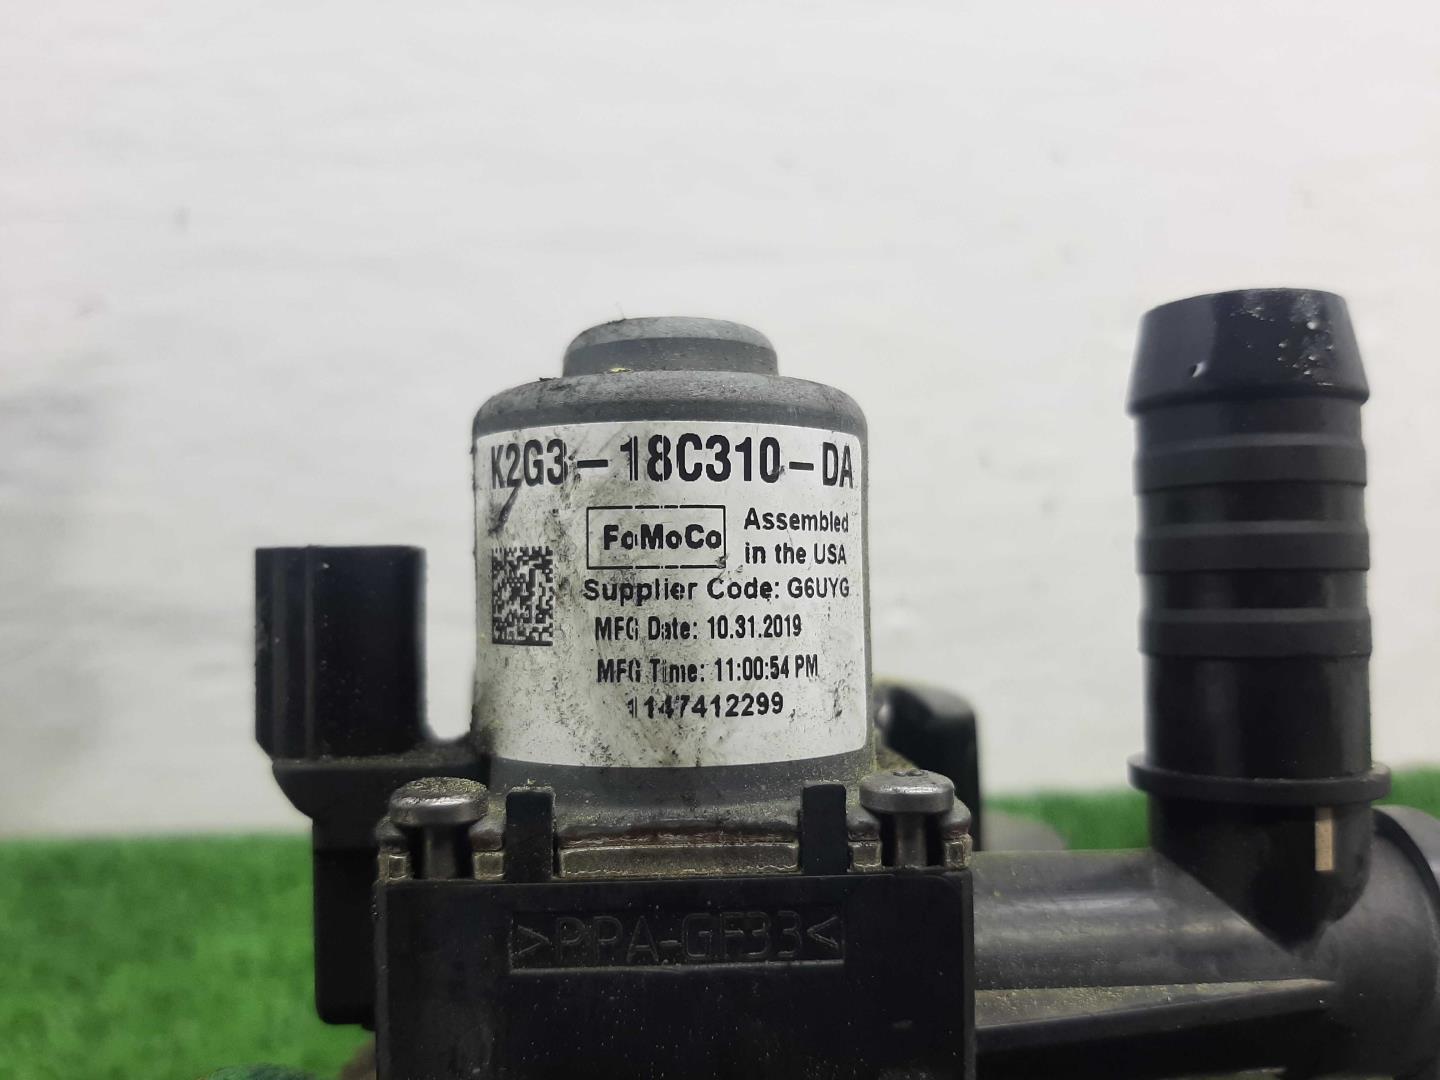 K2G3-18C310-DA
FoMoCo
Assembled
in the USA
Supplier Code: G6UYG
MFG Date: 10.31.2019
MFG Time: 11:00:54 PM
1147412299
>PPA-GF33<